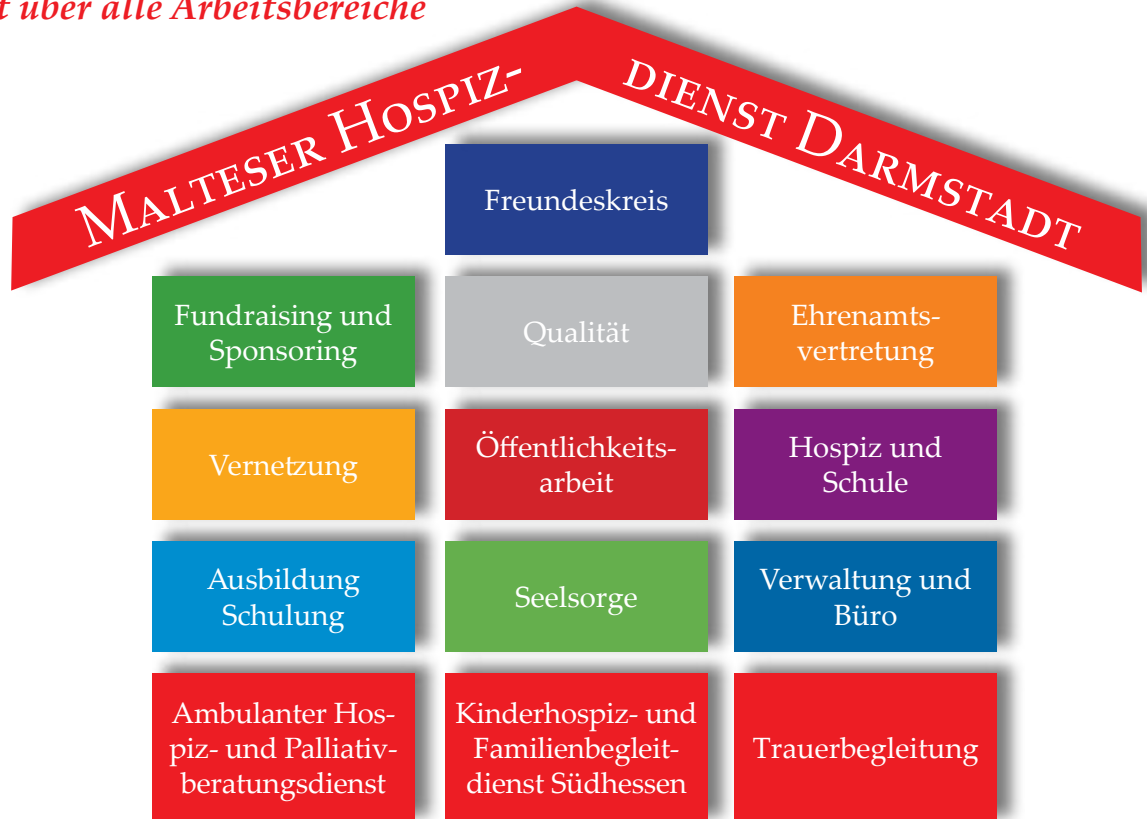 t über alle Arbeitsbereiche
Malteser Hospiz-
dienst Darmstadt
Freundeskreis
Fundraising und
Sponsoring
Qualität
Ehrenamts-
vertretung
Vernetzung
Öffentlichkeits-
arbeit
Hospiz und
Schule
Ausbildung
Schulung
Seelsorge
Verwaltung und
Büro
Ambulanter Hos-
piz- und Palliativ-
beratungsdienst
Kinderhospiz- und
Familienbegleit-
dienst Südhessen
Trauerbegleitung